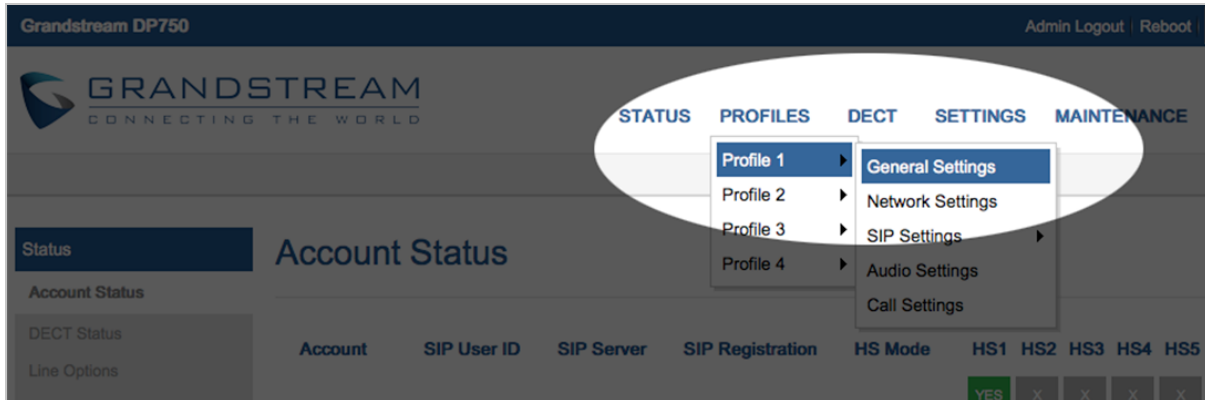 Grandstream DP750
Admin Logout | Reboot |
GRANDSTREAM
CONNECTING THE WORLD
STATUS PROFILES DECT SETTINGS MAINTENANCE
Profile 1
Profile 2
Profile 3
Profile 4
General Settings
Network Settings
SIP Settings
Audio Settings
Call Settings
Status
Account Status
DECT Status
Line Options
Account Status
Account SIP User ID SIP Server SIP Registration HS Mode HS1 HS2 HS3 HS4 HS5
YES X X X X